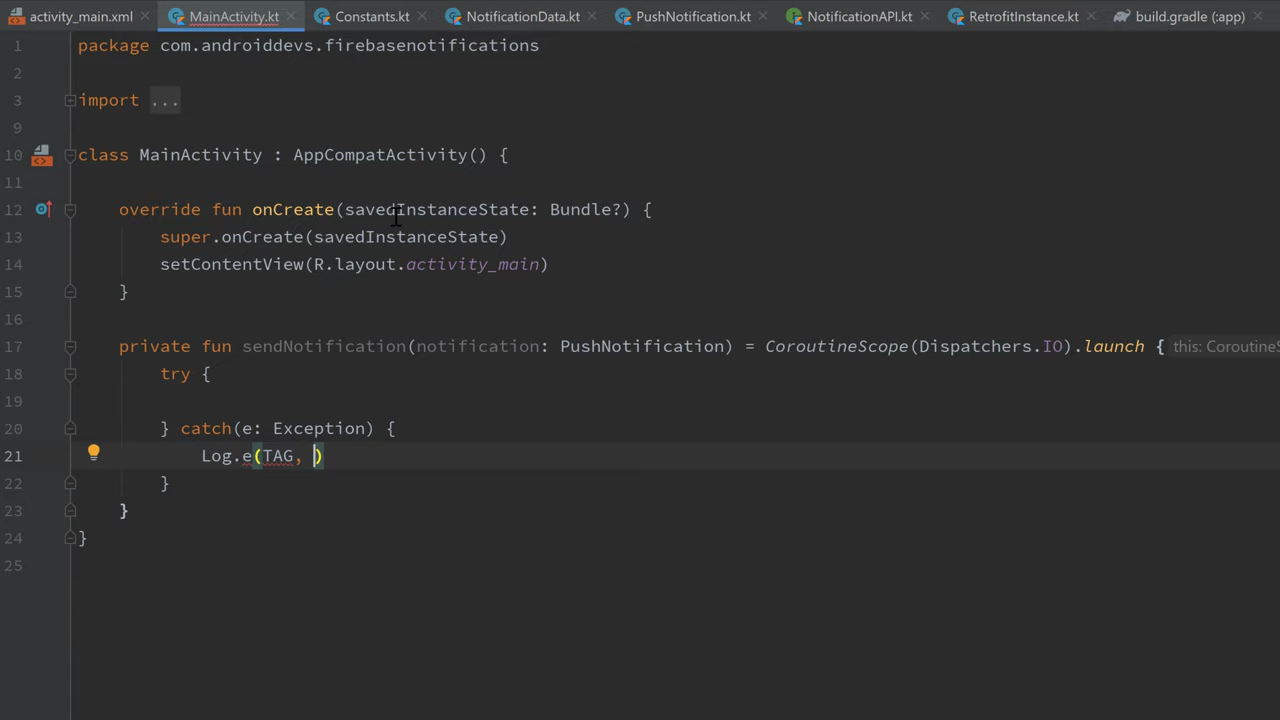 activity_main.xml MainActivity.kt Constants.kt NotificationData.kt PushNotification.kt NotificationAPI.kt RetrofitInstance.kt build.gradle (:app)
1 package com.androiddevs.firebasenotifications
2
3 import ...
9
10 class MainActivity : AppCompatActivity() {
11
12 override fun onCreate(savedInstanceState: Bundle?) {
13 super.onCreate(savedInstanceState)
14 setContentView(R.layout.activity_main)
15 }
16
17 private fun sendNotification(notification: PushNotification) = CoroutineScope(Dispatchers.IO).launch { this: CoroutineS
18 try {
19
20 } catch(e: Exception) {
21 Log.e(TAG, )
22 }
23 }
24 }
25